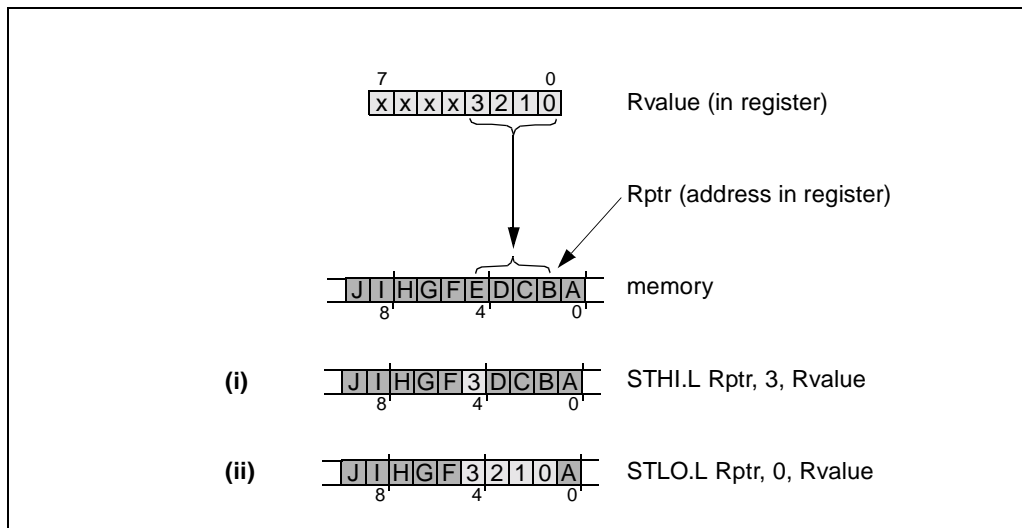 7 0
x x x x 3 2 1 0 Rvalue (in register)
Rptr (address in register)
J I H G F E D C B A memory
8 4 0
(i) J I H G F 3 D C B A STHI.L Rptr, 3, Rvalue
8 4 0
(ii) J I H G F 3 2 1 0 A STLO.L Rptr, 0, Rvalue
8 4 0